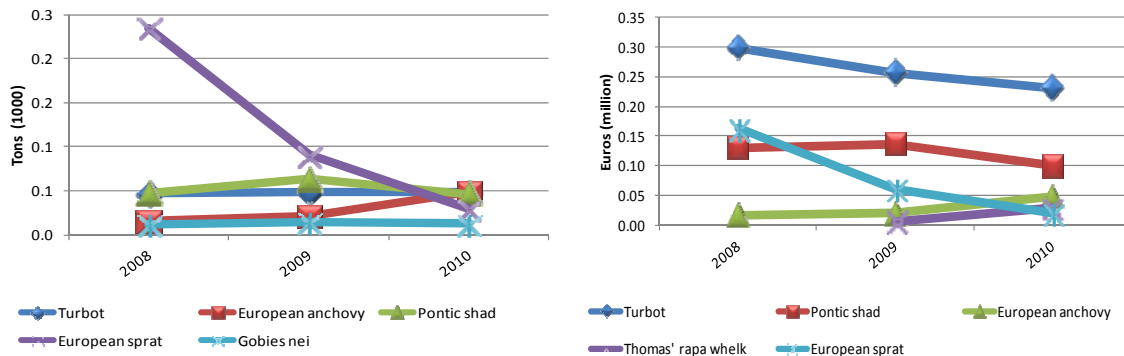 0.3
0.2
0.2
0.1
0.1
0.0
Tons (1000)
2008
2009
2010
Turbot
European anchovy
Pontic shad
European sprat
Gobies nei
0.35
0.30
0.25
0.20
0.15
0.10
0.05
0.00
Euros (million)
2008
2009
2010
Turbot
Pontic shad
European anchovy
Thomas' rapa whelk
European sprat